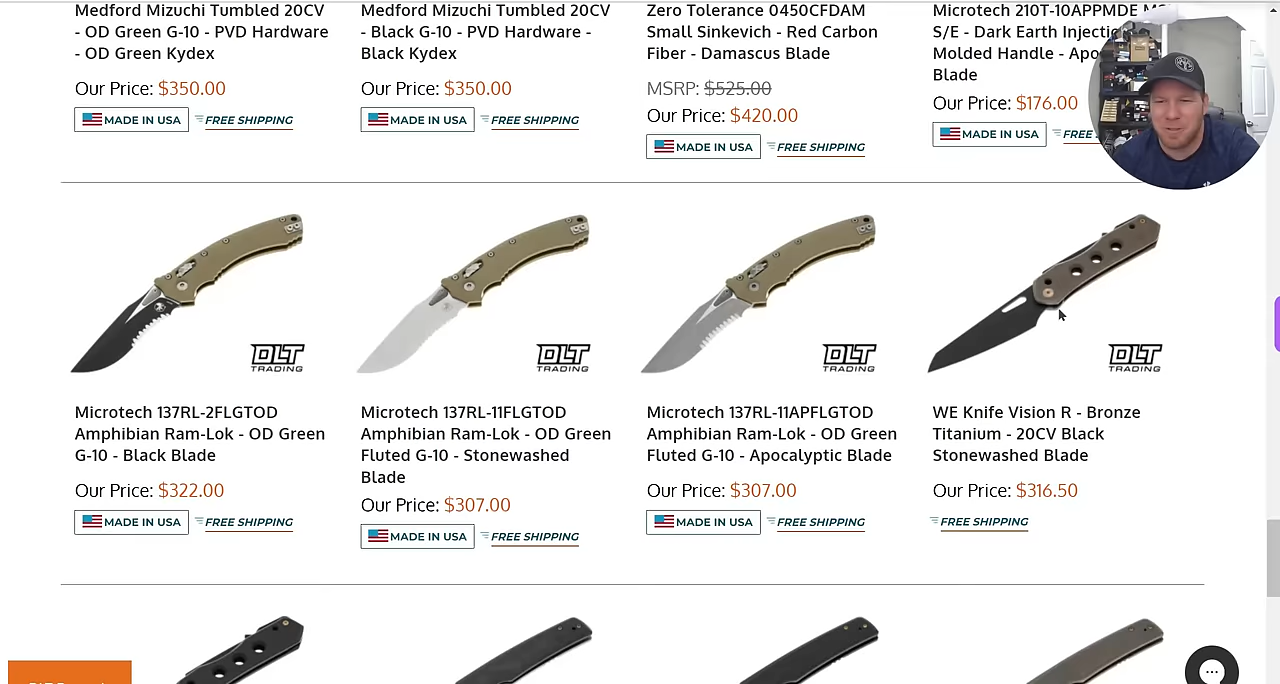 Medford Mizuchi Tumbled 20CV
- OD Green G-10 - PVD Hardware
- OD Green Kydex
Our Price: $350.00
MADE IN USA FREE SHIPPING
Medford Mizuchi Tumbled 20CV
- Black G-10 - PVD Hardware -
Black Kydex
Our Price: $350.00
MADE IN USA FREE SHIPPING
Zero Tolerance 0450CFDAM
Small Sinkevich - Red Carbon
Fiber - Damascus Blade
MSRP: $525.00
Our Price: $420.00
MADE IN USA FREE SHIPPING
Microtech 210T-10APPMDE
S/E - Dark Earth
Molded Handle -
Blade
Our Price: $176.00
MADE IN USA FREE
DLT
TRADING
Microtech 137RL-2FLGTOD
Amphibian Ram-Lok - OD Green
G-10 - Black Blade
Our Price: $322.00
MADE IN USA FREE SHIPPING
DLT
TRADING
Microtech 137RL-11FLGTOD
Amphibian Ram-Lok - OD Green
Fluted G-10 - Stonewashed
Blade
Our Price: $307.00
MADE IN USA FREE SHIPPING
DLT
TRADING
Microtech 137RL-11APFLGTOD
Amphibian Ram-Lok - OD Green
Fluted G-10 - Apocalyptic Blade
Our Price: $307.00
MADE IN USA FREE SHIPPING
DLT
TRADING
WE Knife Vision R - Bronze
Titanium - 20CV Black
Stonewashed Blade
Our Price: $316.50
FREE SHIPPING